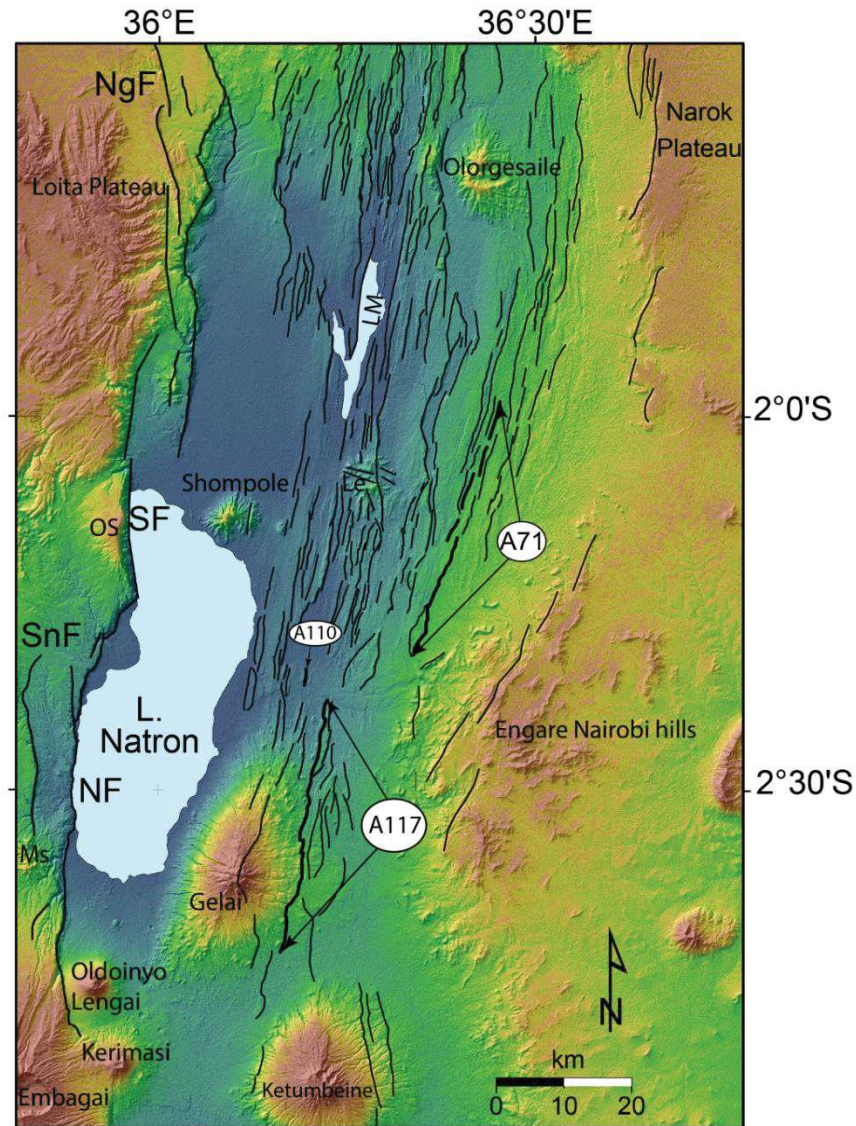 36°E
36°30'E
NgF
Narok
Plateau
Olorgesaile
Loita Plateau
LM
2°0'S
Shompole
Le
OS
SF
A71
A110
SnF
Engare Nairobi hills
L.
Natron
NF
2°30'S
A117
Ms
Gelai
Oldoinyo
Lengai
N
Kerimasi
km
Embagai
Ketumbeine
0 10 20